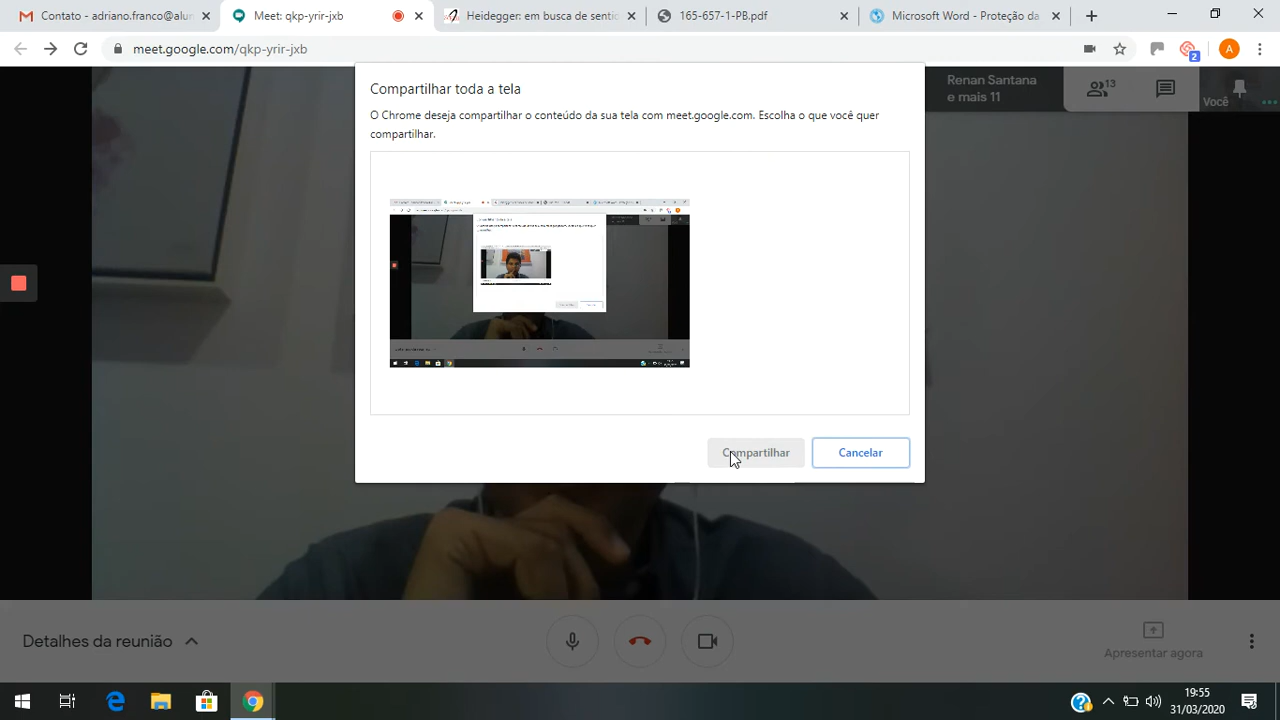 Contato - adriano.franco@alun
Meet: qkp-yrir-jxb
Heidegger: em busca de sentid
165-657-1-PB.pdf
Microsoft Word - Proteção da
meet.google.com/qkp-yrir-jxb
2
A
Compartilhar toda a tela
O Chrome deseja compartilhar o conteúdo da sua tela com meet.google.com. Escolha o que você quer
compartilhar.
Renan Santana
e mais 11
13
Você
Compartilhar
Cancelar
Detalhes da reunião
Apresentar agora
19:55
31/03/2020